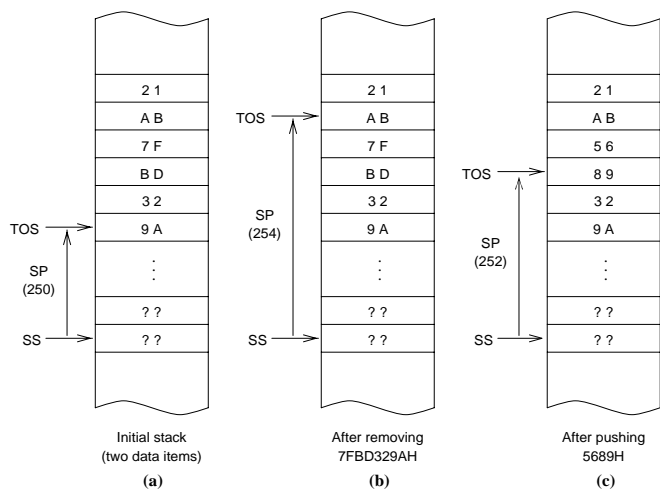 2 1
A B
7 F
B D
3 2
TOS
9 A
SP
(250)
? ?
SS
? ?
Initial stack
(two data items)
(a)
2 1
TOS
A B
7 F
B D
3 2
SP
(254)
9 A
? ?
SS
? ?
After removing
7FBD329AH
(b)
2 1
A B
5 6
TOS
8 9
3 2
9 A
SP
(252)
? ?
SS
? ?
After pushing
5689H
(c)